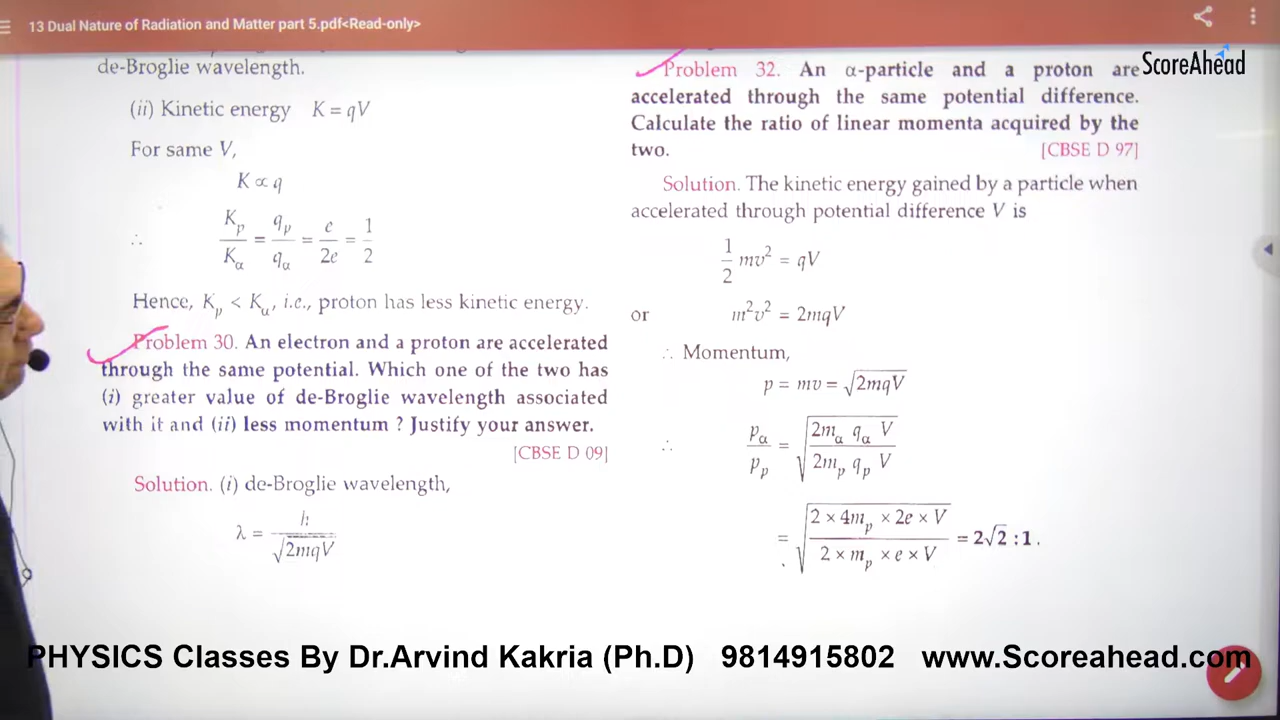 13 Dual Nature of Radiation and Matter part 5.pdf<Read-only>
ScoreAhead
de-Broglie wavelength.
(ii) Kinetic energy K = qV
For same V,
K ∝ q
∴ K_p / K_α = q_p / q_α = e / 2e = 1 / 2
Hence, K_p < K_α, i.e., proton has less kinetic energy.
Problem 30. An electron and a proton are accelerated
through the same potential. Which one of the two has
(i) greater value of de-Broglie wavelength associated
with it and (ii) less momentum ? Justify your answer.
[CBSE D 09]
Solution. (i) de-Broglie wavelength,
λ = h / √2mqV
Problem 32. An α-particle and a proton are
accelerated through the same potential difference.
Calculate the ratio of linear momenta acquired by the
two. [CBSE D 97]
Solution. The kinetic energy gained by a particle when
accelerated through potential difference V is
1/2 mv² = qV
or m²v² = 2mqV
∴ Momentum,
p = mv = √2mqV
∴ p_α / p_p = √(2m_α q_α V / 2m_p q_p V)
= √(2 × 4m_p × 2e × V / 2 × m_p × e × V) = 2√2 : 1.
PHYSICS Classes By Dr.Arvind Kakria (Ph.D) 9814915802 www.Scoreahead.com